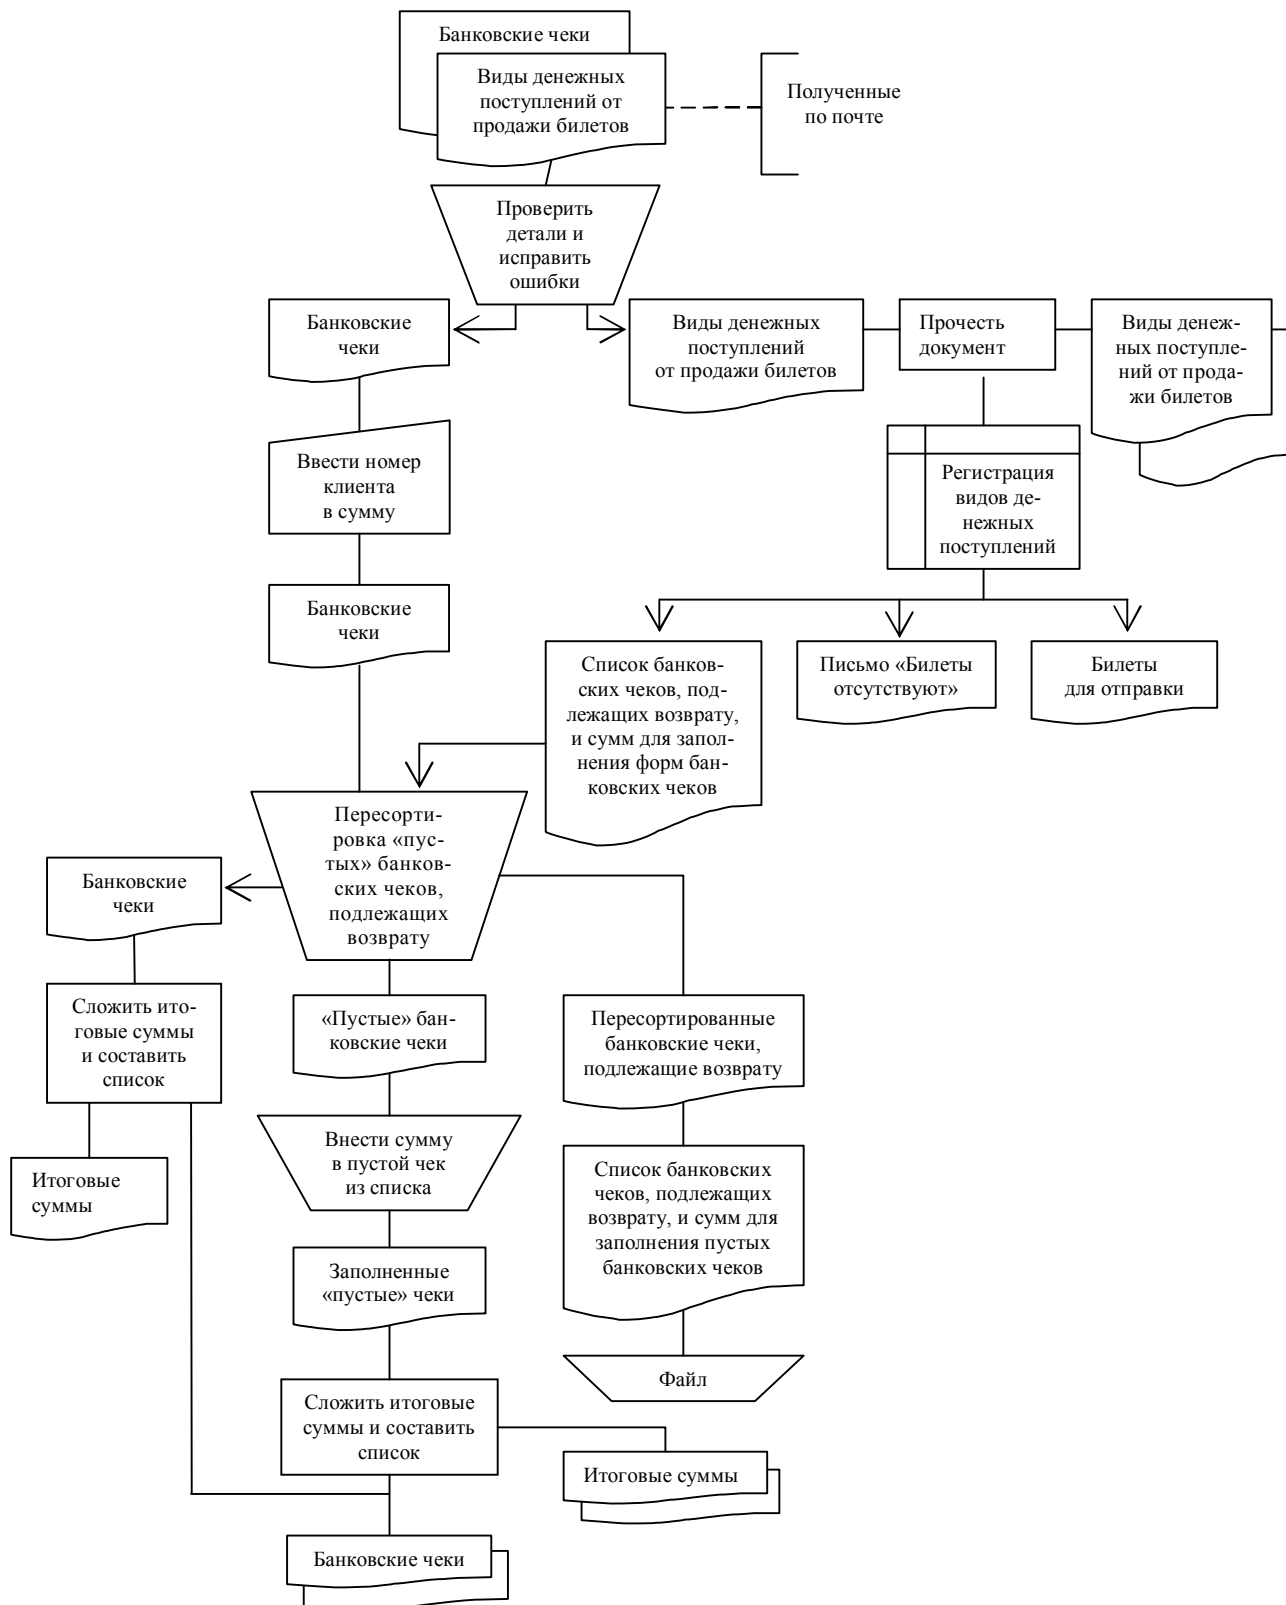 Банковские чеки
Виды денежных
поступлений от
продажи билетов
Полученные
по почте
Проверить
детали и
исправить
ошибки
Банковские
чеки
Виды денежных
поступлений
от продажи билетов
Прочесть
документ
Виды денеж-
ных поступле-
ний от прода-
жи билетов
Ввести номер
клиента
в сумму
Регистрация
видов де-
нежных
поступлений
Банковские
чеки
Список банков-
ских чеков, под-
лежащих возврату,
и сумм для запол-
нения форм бан-
ковских чеков
Письмо «Билеты
отсутствуют»
Билеты
для отправки
Пересорти-
ровка «пус-
тых» банков-
ских чеков,
подлежащих
возврату
Банковские
чеки
Сложить ито-
говые суммы
и составить
список
«Пустые» бан-
ковские чеки
Пересортированные
банковские чеки,
подлежащие возврату
Внести сумму
в пустой чек
из списка
Список банковских
чеков, подлежащих
возврату, и сумм для
заполнения пустых
банковских чеков
Итоговые
суммы
Заполненные
«пустые» чеки
Файл
Сложить итоговые
суммы и составить
список
Итоговые суммы
Банковские чеки